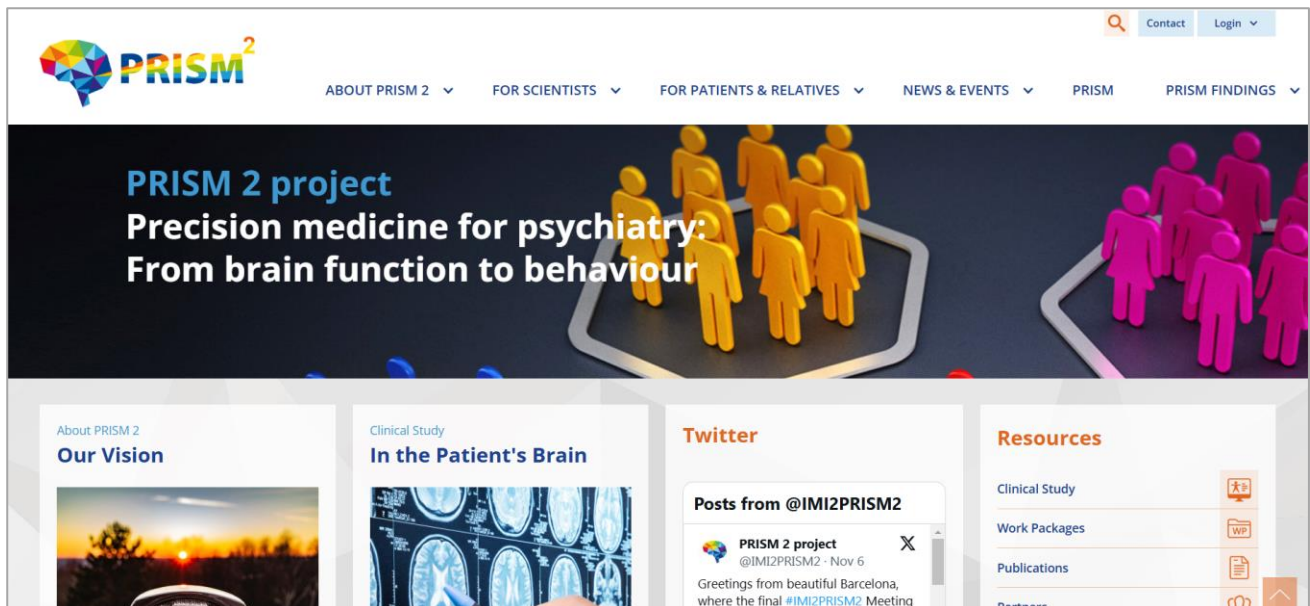 PRISM2
Contact
Login
ABOUT PRISM 2
FOR SCIENTISTS
FOR PATIENTS & RELATIVES
NEWS & EVENTS
PRISM
PRISM FINDINGS
PRISM 2 project
Precision medicine for psychiatry:
From brain function to behaviour
About PRISM 2
Our Vision
Clinical Study
In the Patient's Brain
Twitter
Posts from @IMI2PRISM2
PRISM 2 project
@IMI2PRISM2 · Nov 6
Greetings from beautiful Barcelona,
where the final #IMI2PRISM2 Meeting
Resources
Clinical Study
Work Packages
WP
Publications
Partners